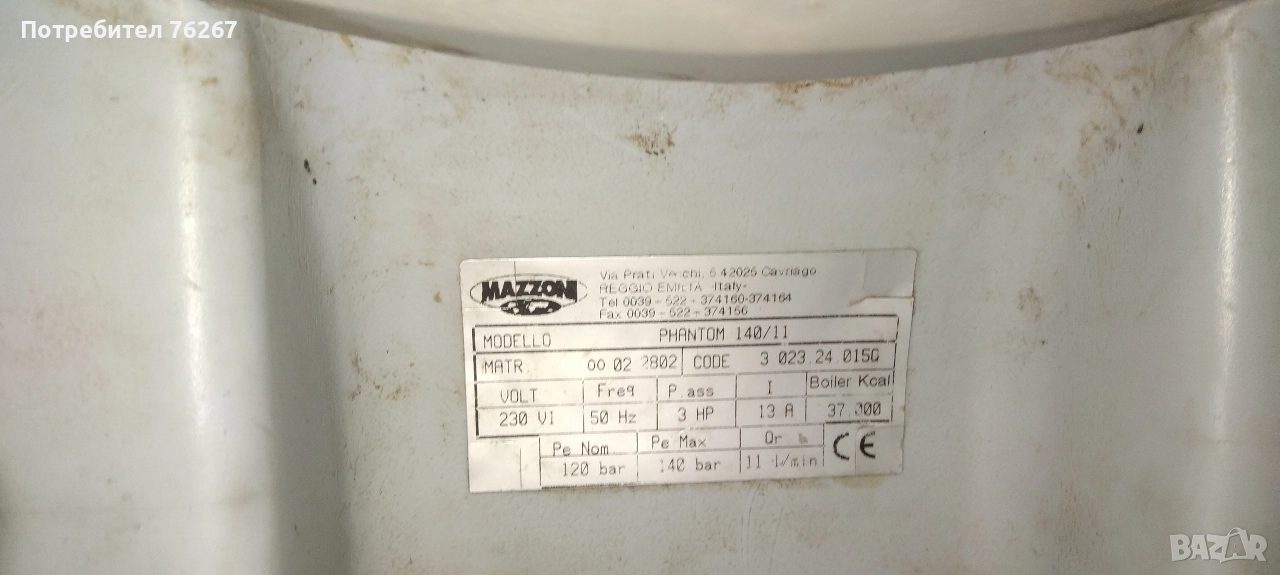 Потребител 76267
Via Prati Vecchi, 5 42025 Cavriago
REGGIO EMILIA -Italy-
Tel 0039 - 522 - 374160-374164
Fax 0039 - 522 - 374156
MAZZONI
MODELLO PHANTOM 140/11
MATR. 00 02 2802 CODE 3 023 24 015G
VOLT Freq P.ass I Boiler Kcal
230 V1 50 Hz 3 HP 13 A 37.000
Pe Nom Pe Max Qr
120 bar 140 bar 11 l/min
CE
BAZAR